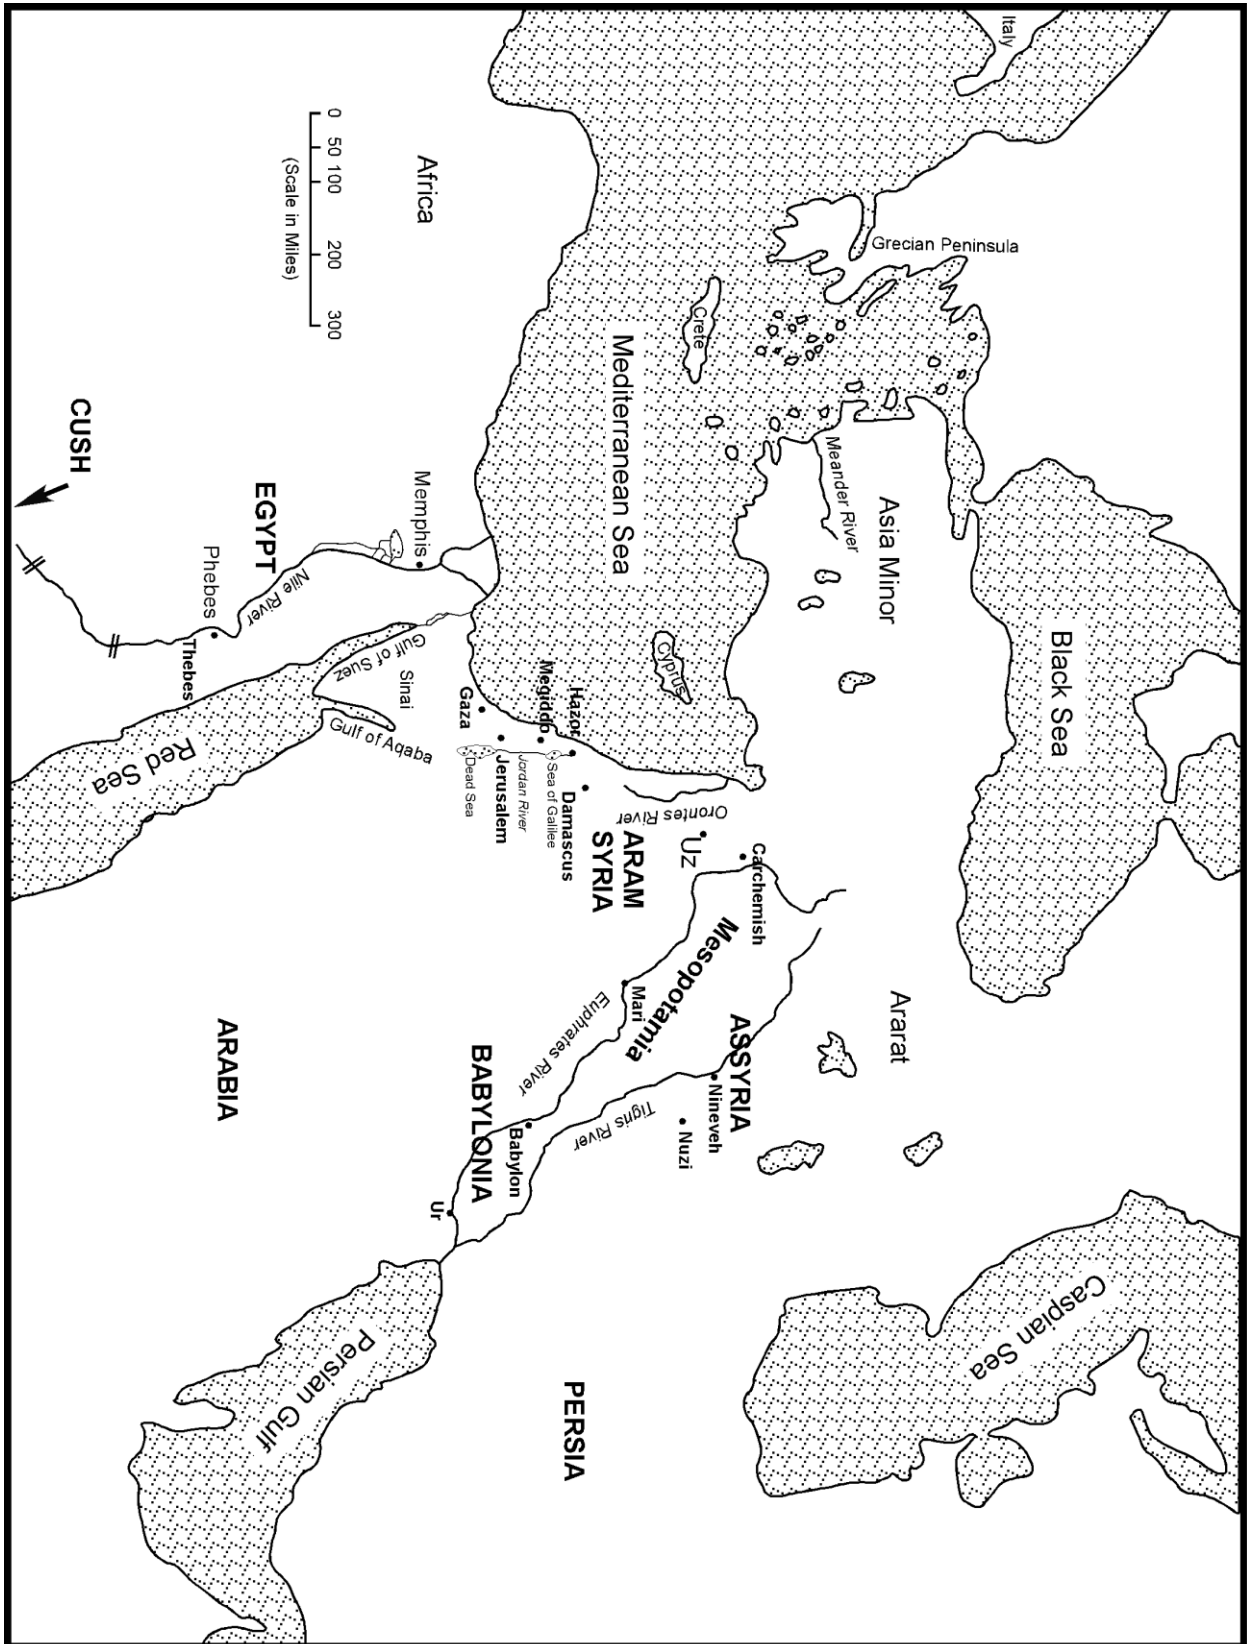 Italy
Grecian Peninsula
Black Sea
Caspian Sea
Asia Minor
Meander River
Ararat
Crete
Mediterranean Sea
Cyprus
Carchemish
Uz
Orontes River
Mesopotamia
ASSYRIA
Nineveh
Nuzi
Tigris River
Mari
Euphrates River
ARAM
SYRIA
Hazor
Damascus
Megiddo
Sea of Galilee
Jordan River
Jerusalem
Gaza
Dead Sea
BABYLONIA
Babylon
Ur
PERSIA
Persian Gulf
Africa
0 50 100 200 300
(Scale in Miles)
Memphis
Sinai
Gulf of Suez
Gulf of Aqaba
EGYPT
Nile River
Phebes
Thebes
Red Sea
ARABIA
CUSH